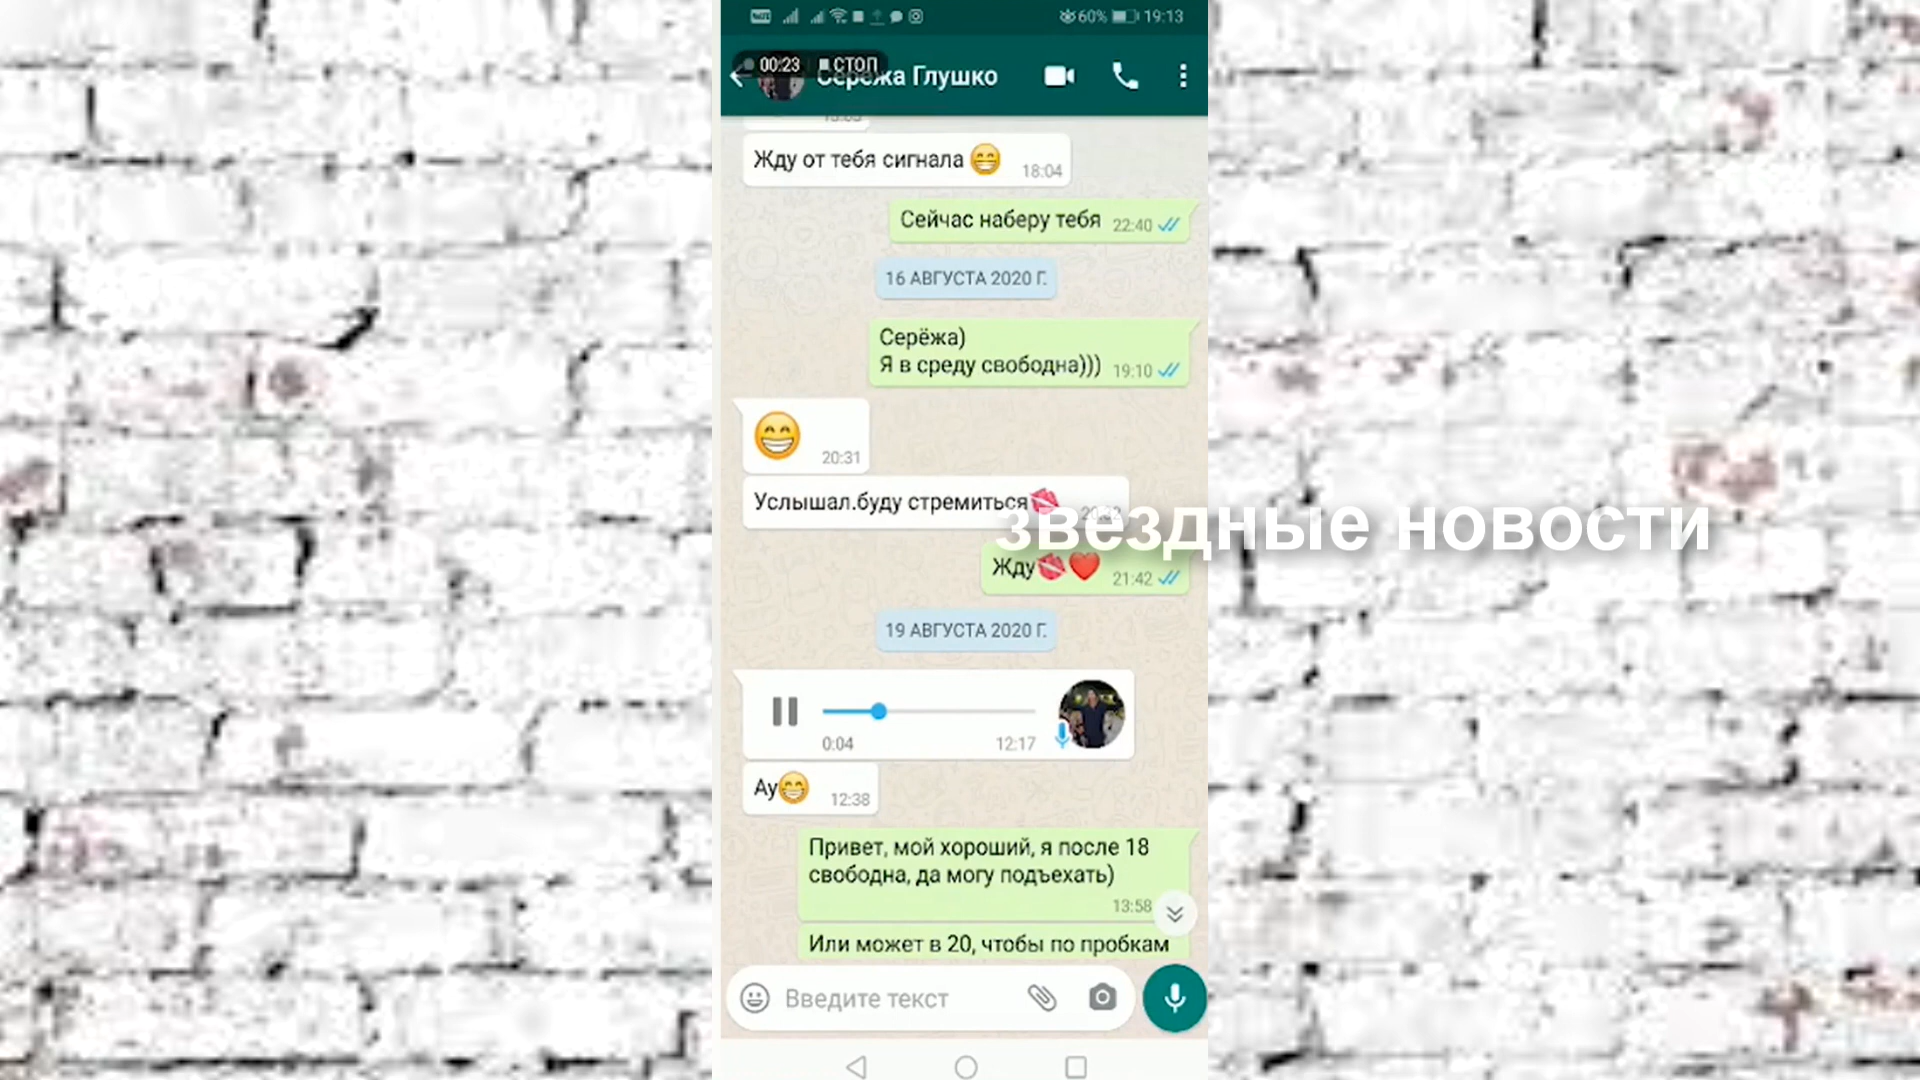 60% 19:13
00:23 СТОП
Серёжа Глушко
Жду от тебя сигнала 😁 18:04
Сейчас наберу тебя 22:40
16 АВГУСТА 2020 Г.
Серёжа)
Я в среду свободна))) 19:10
😁 20:31
Услышал.буду стремиться💋 20:32
звездные новости
Жду💋❤️ 21:42
19 АВГУСТА 2020 Г.
0:04 12:17
Ау😁 12:38
Привет, мой хороший, я после 18
свободна, да могу подъехать)
13:58
Или может в 20, чтобы по пробкам
Введите текст